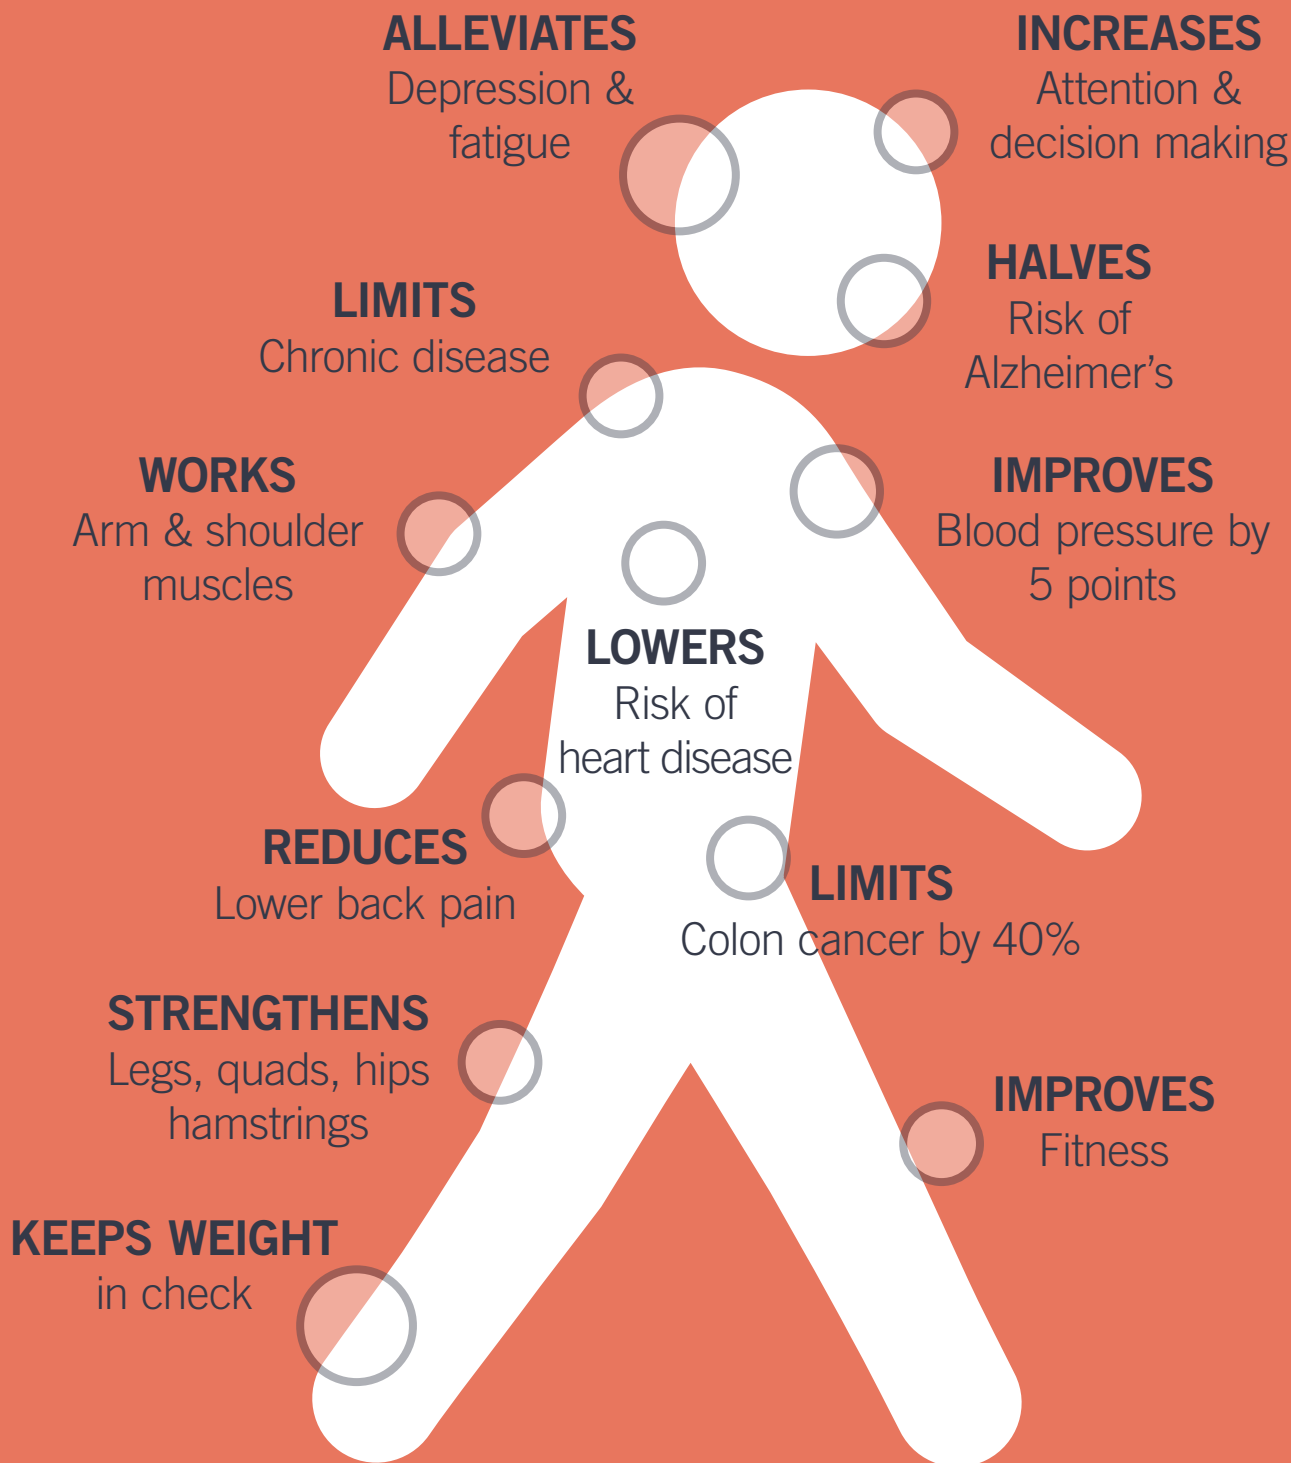 ALLEVIATES
Depression &
fatigue
INCREASES
Attention &
decision making
HALVES
Risk of
Alzheimer’s
LIMITS
Chronic disease
WORKS
Arm & shoulder
muscles
IMPROVES
Blood pressure by
5 points
LOWERS
Risk of
heart disease
REDUCES
Lower back pain
LIMITS
Colon cancer by 40%
STRENGTHENS
Legs, quads, hips
hamstrings
IMPROVES
Fitness
KEEPS WEIGHT
in check